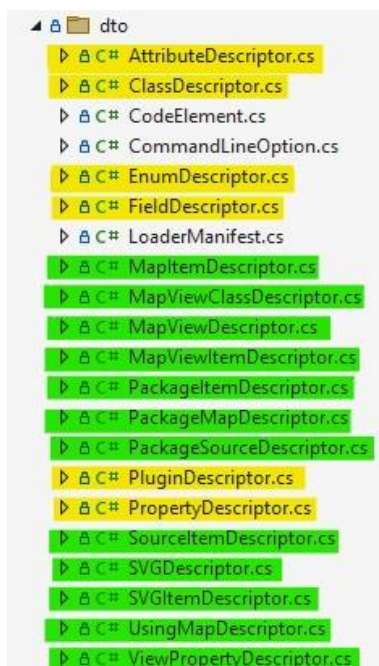 dto
C# AttributeDescriptor.cs
C# ClassDescriptor.cs
C# CodeElement.cs
C# CommandLineOption.cs
C# EnumDescriptor.cs
C# FieldDescriptor.cs
C# LoaderManifest.cs
C# MapItemDescriptor.cs
C# MapViewClassDescriptor.cs
C# MapViewDescriptor.cs
C# MapViewItemDescriptor.cs
C# PackageItemDescriptor.cs
C# PackageMapDescriptor.cs
C# PackageSourceDescriptor.cs
C# PluginDescriptor.cs
C# PropertyDescriptor.cs
C# SourceItemDescriptor.cs
C# SVGDescriptor.cs
C# SVGItemDescriptor.cs
C# UsingMapDescriptor.cs
C# ViewPropertyDescriptor.cs